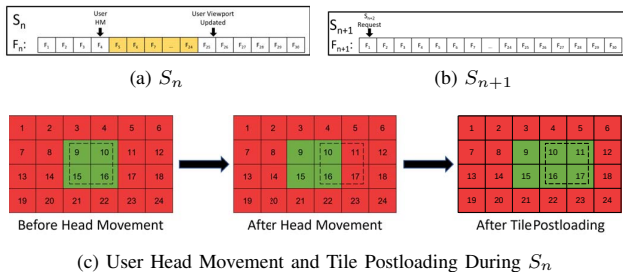 S_n
User
HM
User Viewport
Updated
F_n: F_1 F_2 F_3 F_4 F_5 F_6 F_7 ... F_24 F_25 F_26 F_27 F_28 F_29 F_30
(a) S_n
S_n+1
S_n+2
Request
F_n+1: F_1 F_2 F_3 F_4 F_5 F_6 F_7 ... F_24 F_25 F_26 F_27 F_28 F_29 F_30
(b) S_n+1
1 2 3 4 5 6
7 8 9 10 11 12
13 14 15 16 17 18
19 20 21 22 23 24
Before Head Movement
1 2 3 4 5 6
7 8 9 10 11 12
13 14 15 16 17 18
19 20 21 22 23 24
After Head Movement
1 2 3 4 5 6
7 8 9 10 11 12
13 14 15 16 17 18
19 20 21 22 23 24
After Tile Postloading
(c) User Head Movement and Tile Postloading During S_n